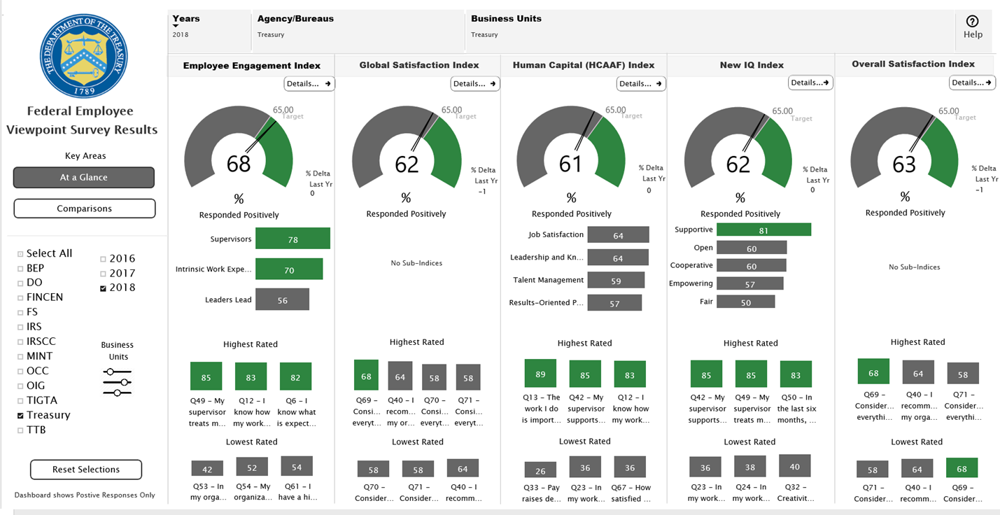 THE DEPARTMENT OF THE TREASURY
1789
Federal Employee
Viewpoint Survey Results
Key Areas
At a Glance
Comparisons
Select All
BEP
DO
FINCEN
FS
IRS
IRSCC
MINT
OCC
OIG
TIGTA
Treasury
TTB
2016
2017
2018
Business
Units
Reset Selections
Dashboard shows Postive Responses Only
Years
2018
Agency/Bureaus
Treasury
Business Units
Treasury
Help
Employee Engagement Index
Details...
65.00
Target
68
% Delta
Last Yr
0
%
Responded Positively
Supervisors 78
Intrinsic Work Expe... 70
Leaders Lead 56
Highest Rated
85 83 82
Q49 – My Q12 – I Q6 – I
supervisor know how know what
treats m... my work... is expect...
Lowest Rated
42 52 54
Q53 – In Q54 – My Q61 – I
my orga... organiza... have a hi...
Global Satisfaction Index
Details...
65.00
Target
62
% Delta
Last Yr
-1
%
Responded Positively
No Sub-Indices
Highest Rated
68 64 58 58
Q69 – Q40 – I Q70 – Q71 –
Consi... recom... Consi... Consi...
everyt... my or... everyt... everyt...
Lowest Rated
58 58 64
Q70 – Q71 – Q40 – I
Consider... Consider... recomm...
Human Capital (HCAAF) Index
Details...
65.00
Target
61
% Delta
Last Yr
0
%
Responded Positively
Job Satisfaction 64
Leadership and Kn... 64
Talent Management 59
Results-Oriented P... 57
Highest Rated
89 85 83
Q13 – The Q42 – My Q12 – I
work I do supervisor know how
is import... supports... my work...
Lowest Rated
26 36 36
Q33 – Pay Q23 – In Q67 – How
raises de... my work... satisfied ...
New IQ Index
Details...
65.00
Target
62
% Delta
Last Yr
0
%
Responded Positively
Supportive 81
Open 60
Cooperative 60
Empowering 57
Fair 50
Highest Rated
85 85 83
Q42 – My Q49 – My Q50 – In
supervisor supervisor the last six
supports... treats m... months, ...
Lowest Rated
36 38 40
Q23 – In Q24 – In Q32 –
my work... my work... Creativit...
Overall Satisfaction Index
Details...
65.00
Target
63
% Delta
Last Yr
-1
%
Responded Positively
No Sub-Indices
Highest Rated
68 64 58
Q69 – Q40 – I Q71 –
Consider... recomm... Consider...
everythi... my orga... everythi...
Lowest Rated
58 64 68
Q71 – Q40 – I Q69 –
Consider... recomm... Consider...